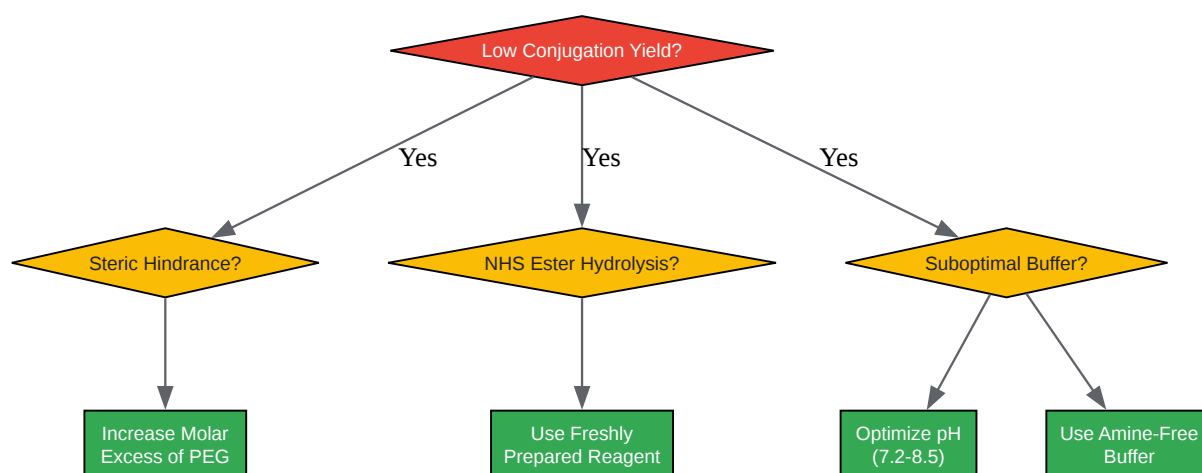 Low Conjugation Yield?
Yes
Yes
Yes
Steric Hindrance?
NHS Ester Hydrolysis?
Suboptimal Buffer?
Increase Molar
Excess of PEG
Use Freshly
Prepared Reagent
Optimize pH
(7.2-8.5)
Use Amine-Free
Buffer